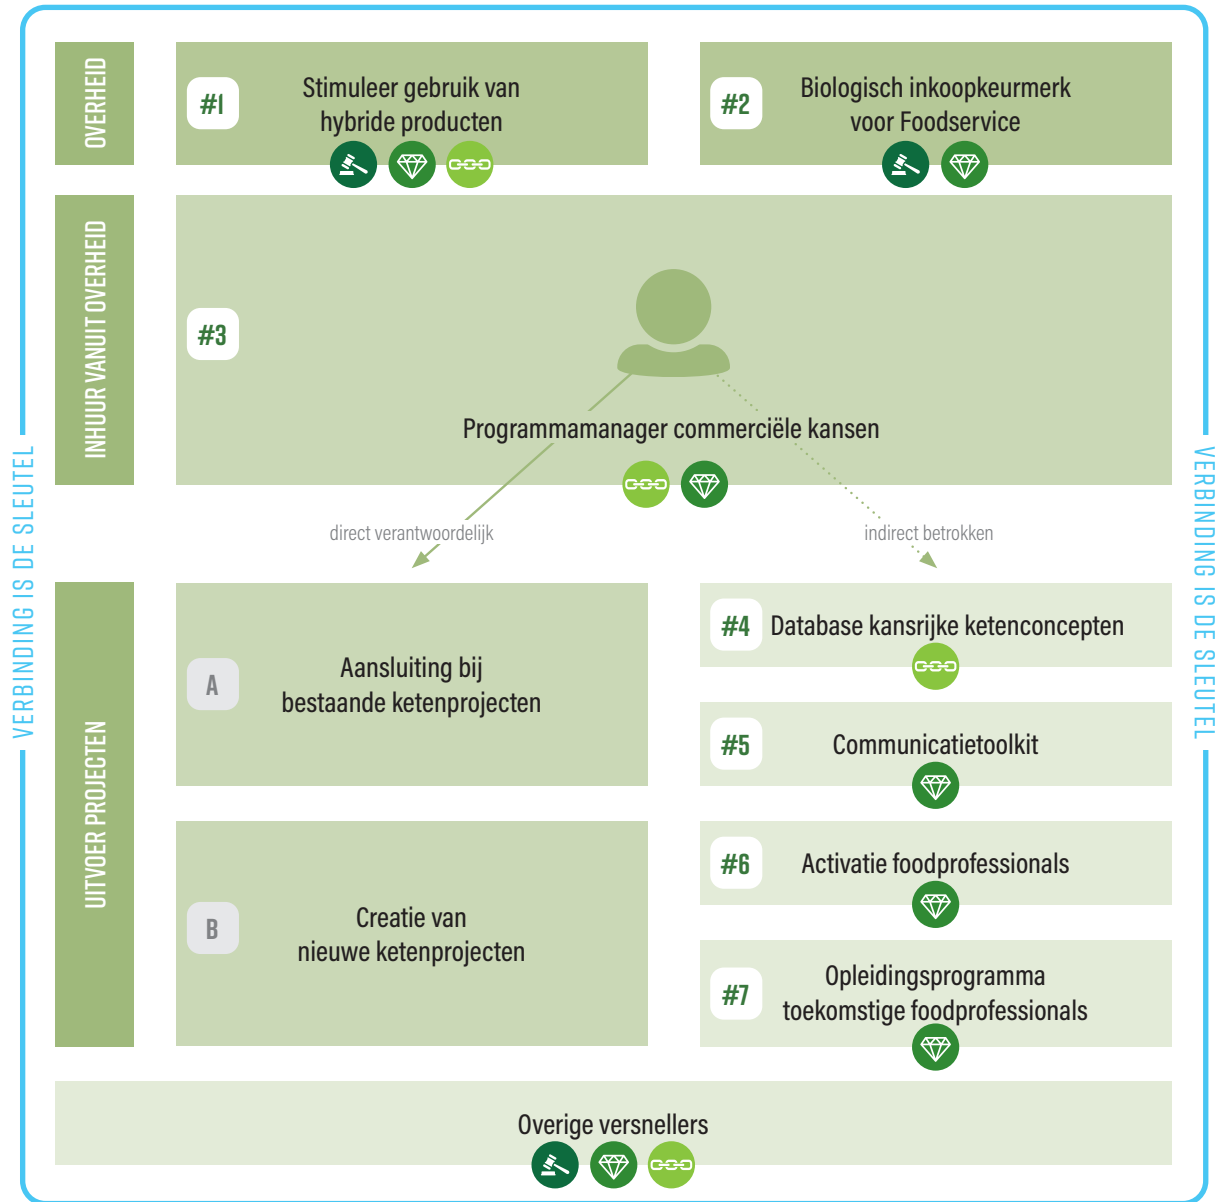 OVERHEID
#1
Stimuleer gebruik van
hybride producten
#2
Biologisch inkoopkeurmerk
voor Foodservice
INHUUR VANUIT OVERHEID
#3
Programmamanager commerciële kansen
direct verantwoordelijk
indirect betrokken
VERBINDING IS DE SLEUTEL
VERBINDING IS DE SLEUTEL
UITVOER PROJECTEN
A
Aansluiting bij
bestaande ketenprojecten
B
Creatie van
nieuwe ketenprojecten
#4
Database kansrijke ketenconcepten
#5
Communicatietoolkit
#6
Activatie foodprofessionals
#7
Opleidingsprogramma
toekomstige foodprofessionals
Overige versnellers